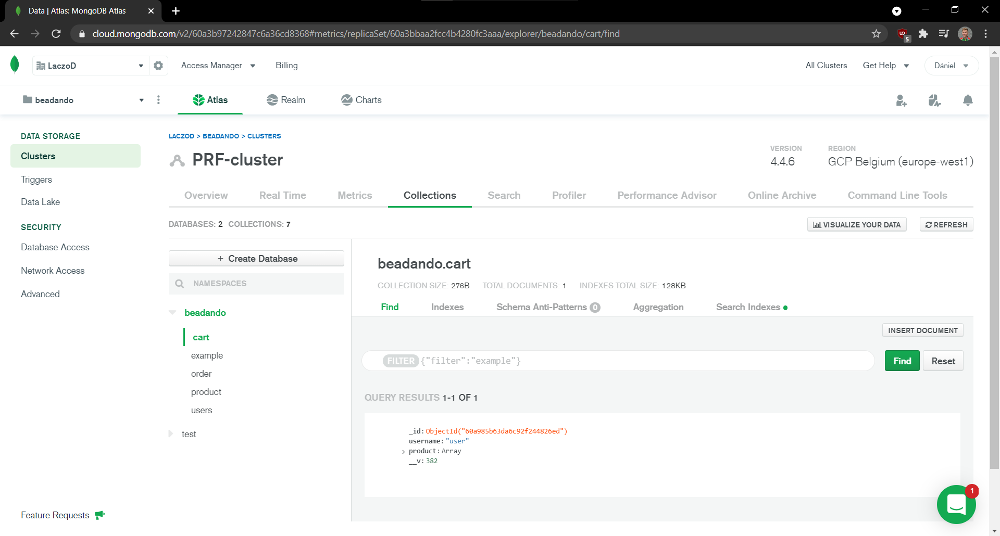 Data | Atlas: MongoDB Atlas
cloud.mongodb.com/v2/60a3b97242847c6a36cd8368#metrics/replicaSet/60a3bbaa2fcc4b4280fc3aaa/explorer/beadando/cart/find
5
LaczoD
Access Manager
Billing
All Clusters
Get Help
Dániel
beadando
Atlas
Realm
Charts
DATA STORAGE
Clusters
Triggers
Data Lake
SECURITY
Database Access
Network Access
Advanced
Feature Requests
LACZOD > BEADANDO > CLUSTERS
PRF-cluster
VERSION
4.4.6
REGION
GCP Belgium (europe-west1)
Overview
Real Time
Metrics
Collections
Search
Profiler
Performance Advisor
Online Archive
Command Line Tools
DATABASES: 2 COLLECTIONS: 7
VISUALIZE YOUR DATA
REFRESH
+ Create Database
NAMESPACES
beadando
cart
example
order
product
users
test
beadando.cart
COLLECTION SIZE: 276B TOTAL DOCUMENTS: 1 INDEXES TOTAL SIZE: 128KB
Find
Indexes
Schema Anti-Patterns 0
Aggregation
Search Indexes
INSERT DOCUMENT
FILTER {"filter":"example"}
Find
Reset
QUERY RESULTS 1-1 OF 1
_id: ObjectId("60a985b63da6c92f244826ed")
username: "user"
product: Array
__v: 382
1